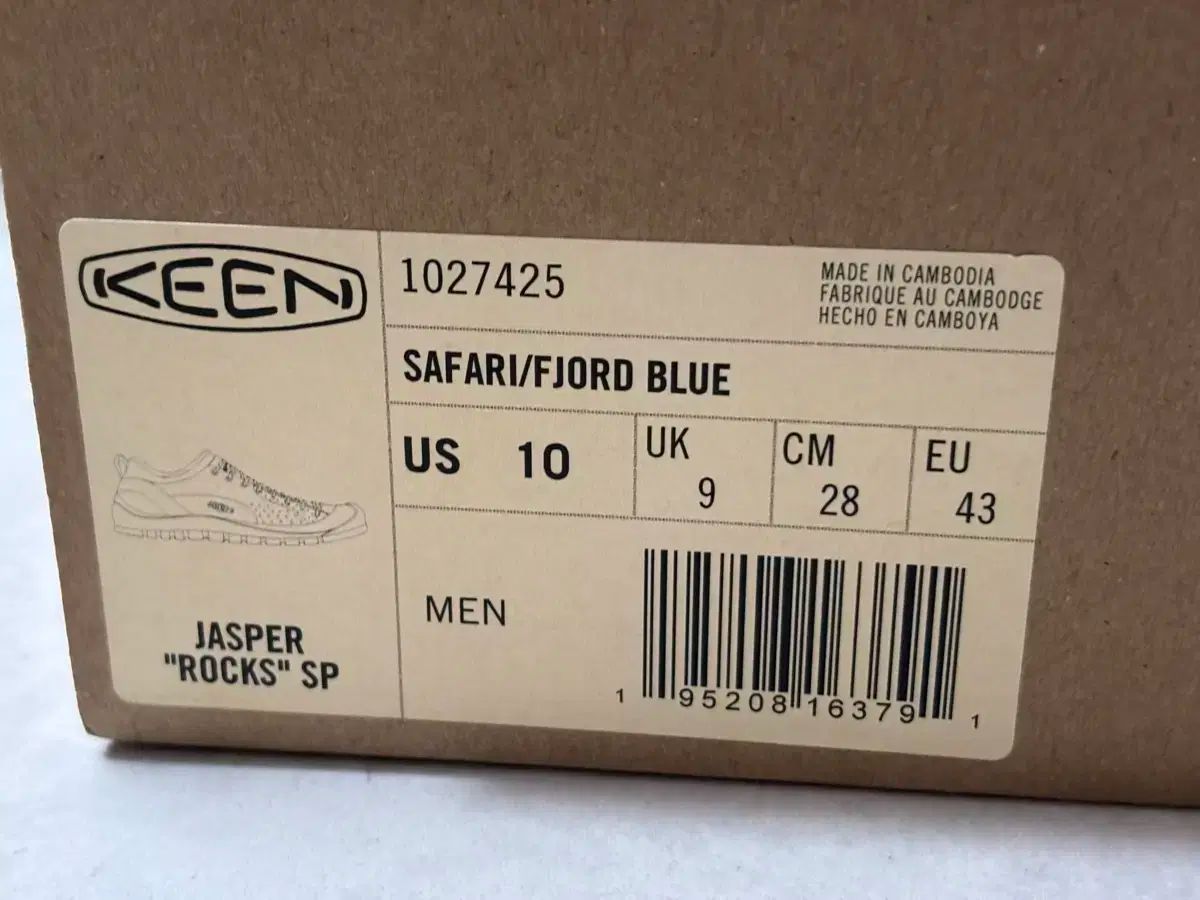 KEEN
1027425
MADE IN CAMBODIA
FABRIQUE AU CAMBODGE
HECHO EN CAMBOYA
SAFARI/FJORD BLUE
US 10
UK
9
CM
28
EU
43
JASPER
"ROCKS" SP
MEN
1 95208 16379 1